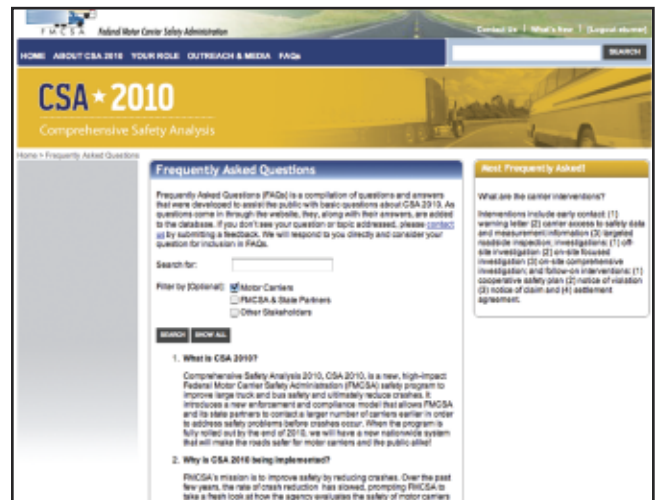 FMCSA Federal Motor Carrier Safety Administration
Contact Us | What's New | [Logout
HOME ABOUT CSA 2010 YOUR ROLE OUTREACH & MEDIA FAQs
SEARCH
CSA★2010
Comprehensive Safety Analysis
Home > Frequently Asked Questions
Frequently Asked Questions
Frequently Asked Questions (FAQs) is a compilation of questions and answers
that were developed to assist the public with basic questions about CSA 2010. As
questions come in through the website, they, along with their answers, are added
to the database. If you don't see your question or topic addressed, please contact
us by submitting a feedback. We will respond to you directly and consider your
question for inclusion in FAQs.
Search for:
Filter by [Optional]: Motor Carriers
FMCSA & State Partners
Other Stakeholders
SEARCH SHOW ALL
1. What is CSA 2010?
Comprehensive Safety Analysis 2010, CSA 2010, is a new, high-impact
Federal Motor Carrier Safety Administration (FMCSA) safety program to
improve large truck and bus safety and ultimately reduce crashes. It
introduces a new enforcement and compliance model that allows FMCSA
and its state partners to contact a larger number of carriers earlier in order
to address safety problems before crashes occur. When the program is
fully rolled out by the end of 2010, we will have a new nationwide system
that will make the roads safer for motor carriers and the public alike!
2. Why is CSA 2010 being implemented?
FMCSA's mission is to improve safety by reducing crashes. Over the past
few years, the rate of crash reduction has slowed, prompting FMCSA to
take a fresh look at how the agency evaluates the safety of motor carriers
Most Frequently Asked!
What are the carrier interventions?
Interventions include early contact: (1)
warning letter (2) carrier access to safety data
and measurement information (3) targeted
roadside inspection; investigations: (1) off-
site investigation (2) on-site focused
investigation (3) on-site comprehensive
investigation; and follow-on interventions: (1)
cooperative safety plan (2) notice of violation
(3) notice of claim and (4) settlement
agreement.